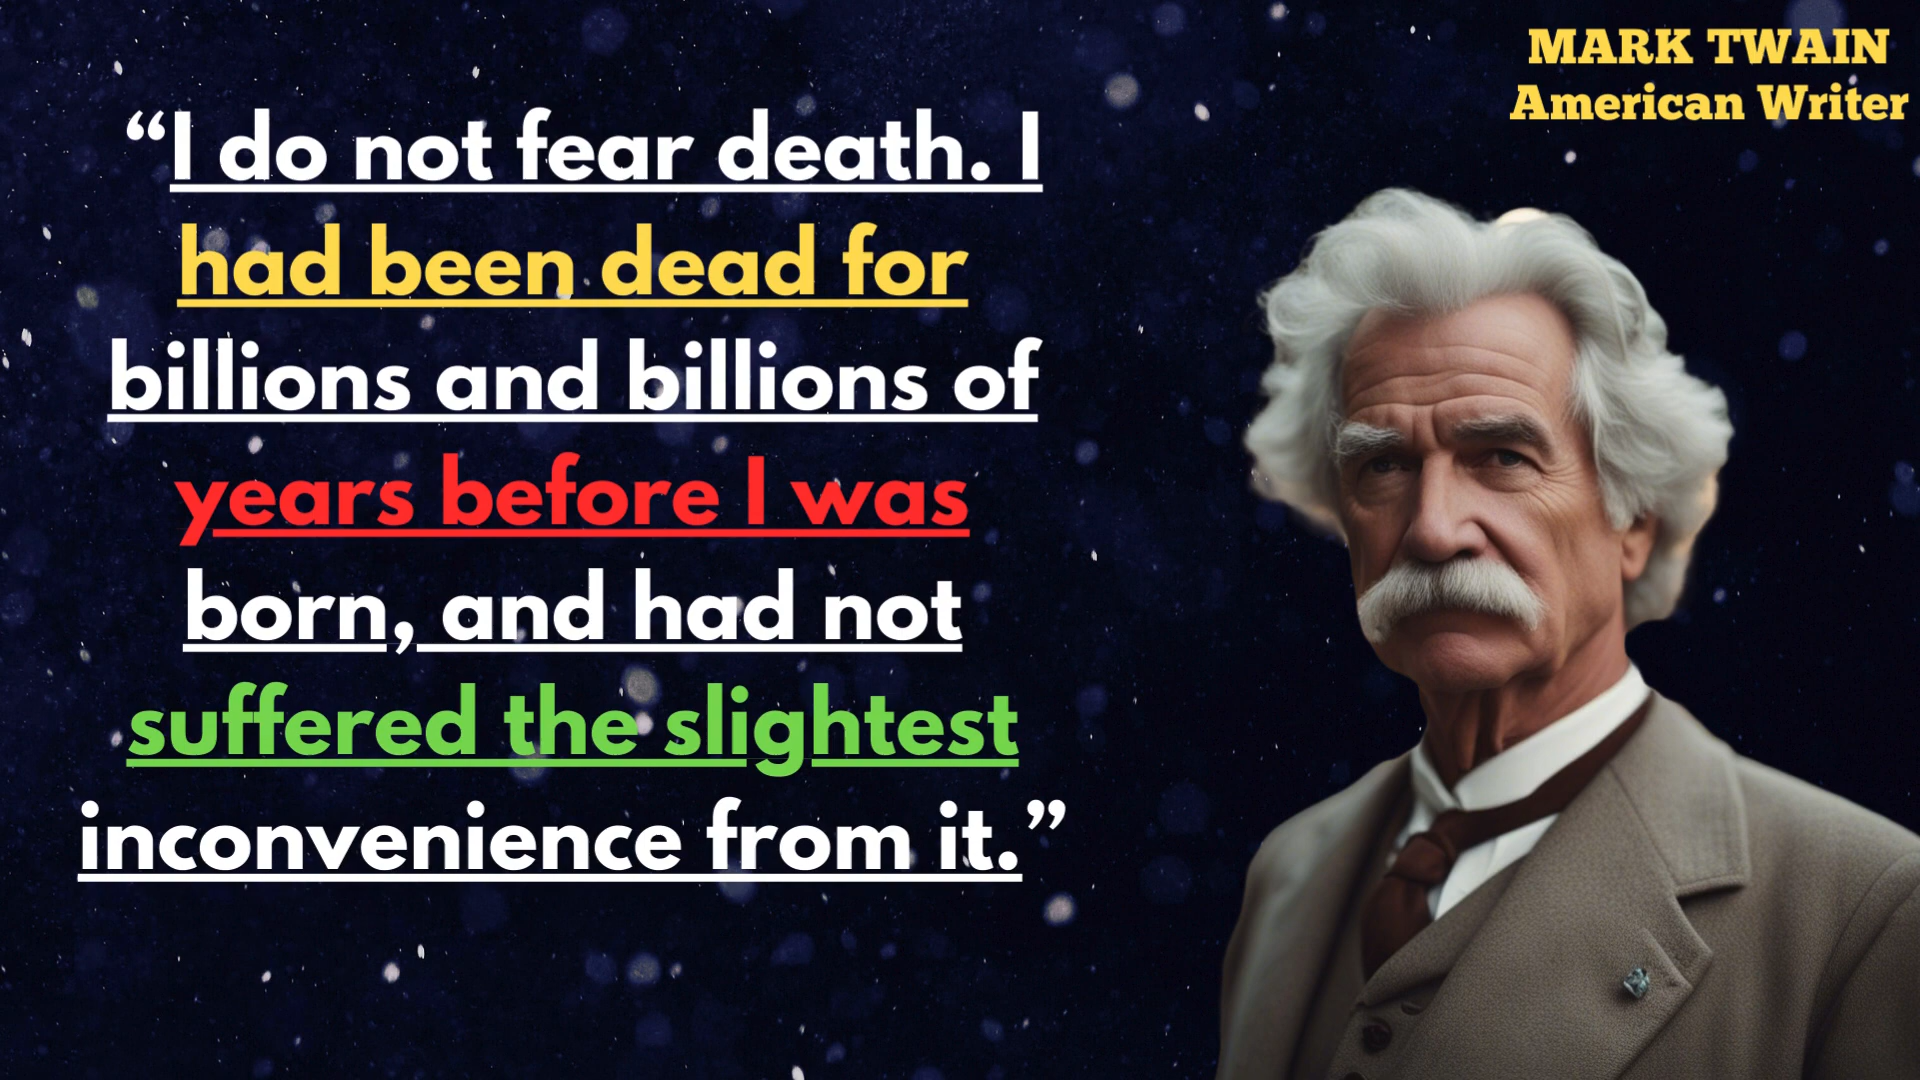 MARK TWAIN
American Writer
“I do not fear death. I
had been dead for
billions and billions of
years before I was
born, and had not
suffered the slightest
inconvenience from it.”